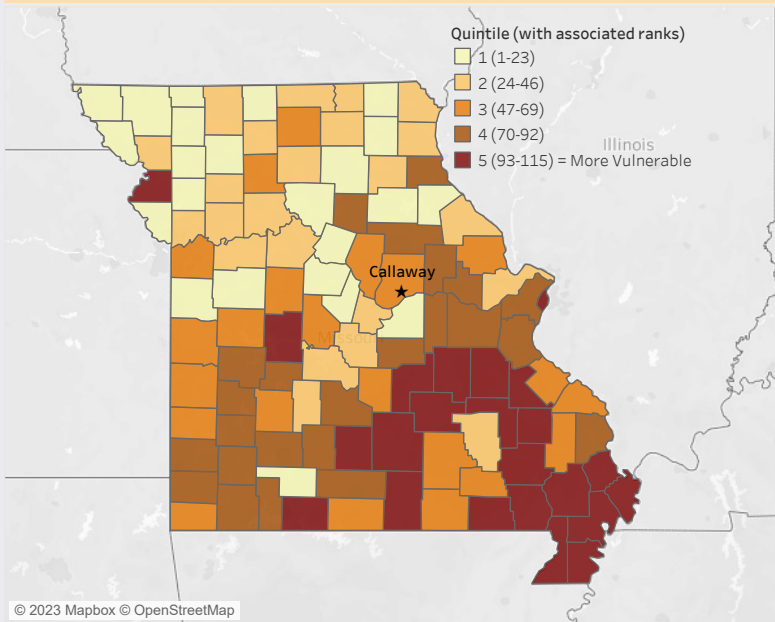 Quintile (with associated ranks)
1 (1-23)
2 (24-46)
3 (47-69)
4 (70-92)
5 (93-115) = More Vulnerable
Illinois
Callaway
© 2023 Mapbox © OpenStreetMap